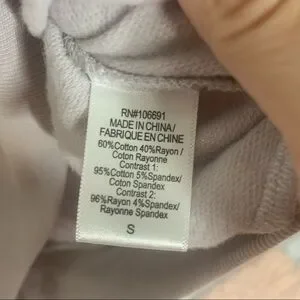 RN#106691
MADE IN CHINA/
FABRIQUE EN CHINE
60%Cotton 40%Rayon /
Coton Rayonne
Contrast 1:
95%Cotton 5%Spandex/
Coton Spandex
Contrast 2:
96%Rayon 4%Spandex/
Rayonne Spandex
S